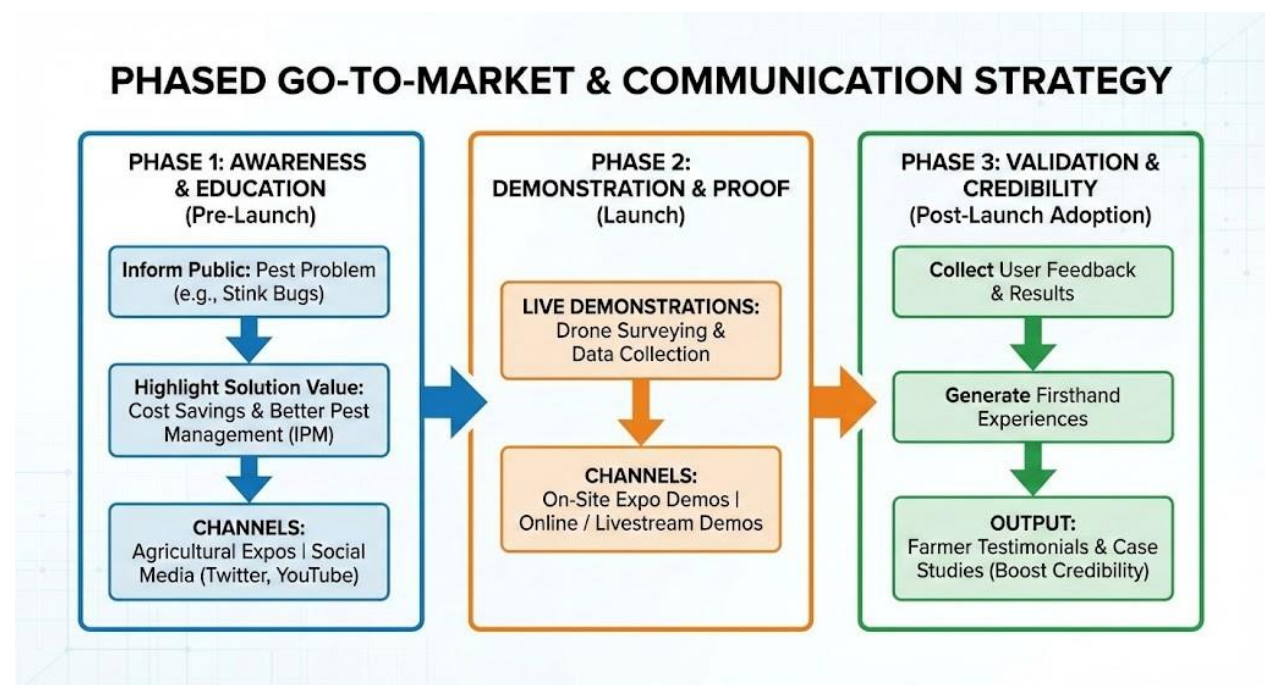 PHASED GO-TO-MARKET & COMMUNICATION STRATEGY
PHASE 1: AWARENESS
& EDUCATION
(Pre-Launch)
Inform Public: Pest Problem
(e.g., Stink Bugs)
Highlight Solution Value:
Cost Savings & Better Pest
Management (IPM)
CHANNELS:
Agricultural Expos | Social
Media (Twitter, YouTube)
PHASE 2:
DEMONSTRATION & PROOF
(Launch)
LIVE DEMONSTRATIONS:
Drone Surveying &
Data Collection
CHANNELS:
On-Site Expo Demos |
Online / Livestream Demos
PHASE 3: VALIDATION &
CREDIBILITY
(Post-Launch Adoption)
Collect User Feedback
& Results
Generate Firsthand
Experiences
OUTPUT:
Farmer Testimonials & Case
Studies (Boost Credibility)